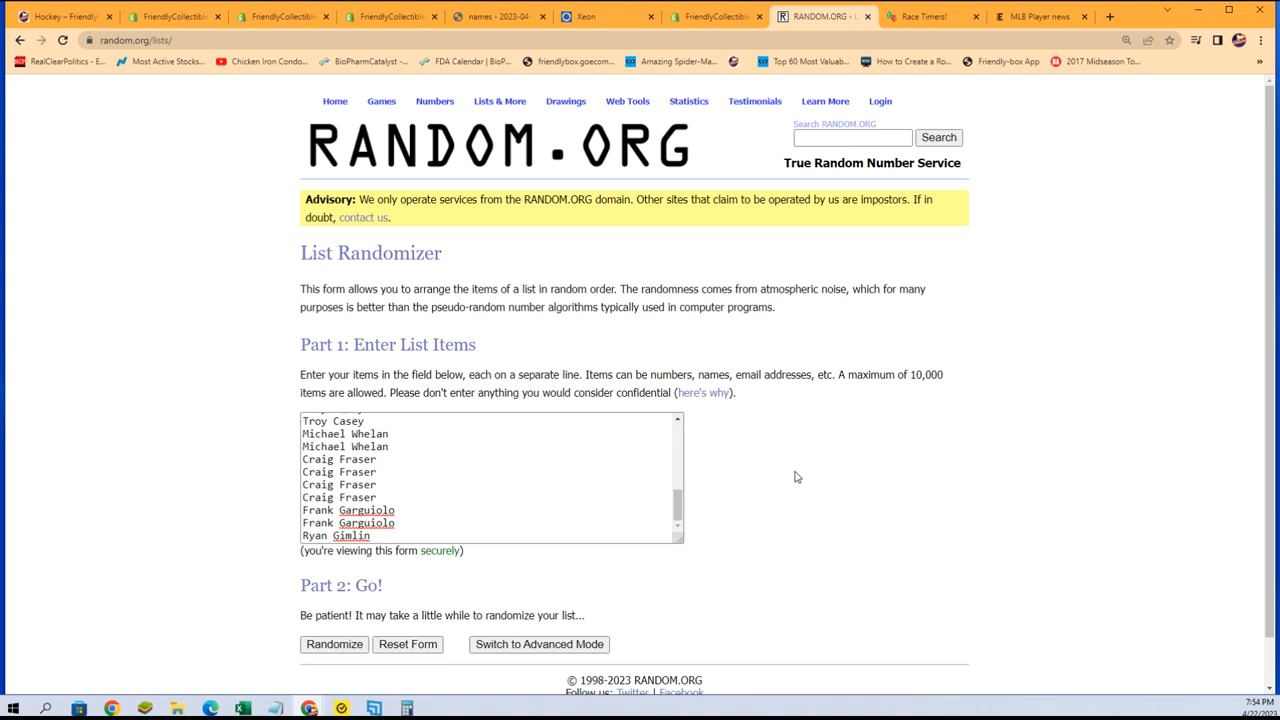 Hockey – Friendly
FriendlyCollectible
FriendlyCollectible
FriendlyCollectible
names - 2023-04-
Xeon
FriendlyCollectible
RANDOM.ORG - L
Race Timers!
MLB Player news
random.org/lists/
RealClearPolitics - E...
Most Active Stocks...
Chicken Iron Condo...
BioPharmCatalyst -...
FDA Calendar | BioP...
friendlybox.goecom...
Amazing Spider-Ma...
Top 60 Most Valuab...
How to Create a Ro...
Friendly-box App
2017 Midseason To...
Home
Games
Numbers
Lists & More
Drawings
Web Tools
Statistics
Testimonials
Learn More
Login
RANDOM.ORG
Search RANDOM.ORG
Search
True Random Number Service
Advisory: We only operate services from the RANDOM.ORG domain. Other sites that claim to be operated by us are impostors. If in
doubt, contact us.
List Randomizer
This form allows you to arrange the items of a list in random order. The randomness comes from atmospheric noise, which for many
purposes is better than the pseudo-random number algorithms typically used in computer programs.
Part 1: Enter List Items
Enter your items in the field below, each on a separate line. Items can be numbers, names, email addresses, etc. A maximum of 10,000
items are allowed. Please don't enter anything you would consider confidential (here's why).
Troy Casey
Michael Whelan
Michael Whelan
Craig Fraser
Craig Fraser
Craig Fraser
Craig Fraser
Frank Garguiolo
Frank Garguiolo
Ryan Gimlin
(you're viewing this form securely)
Part 2: Go!
Be patient! It may take a little while to randomize your list...
Randomize
Reset Form
Switch to Advanced Mode
© 1998-2023 RANDOM.ORG
Follow us: Twitter | Facebook
7:54 PM
4/22/2023